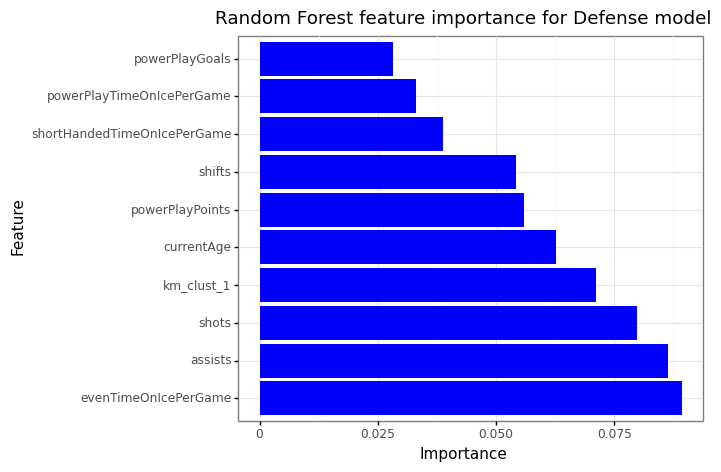 Random Forest feature importance for Defense model
powerPlayGoals
powerPlayTimeOnIcePerGame
shortHandedTimeOnIcePerGame
shifts
powerPlayPoints
currentAge
km_clust_1
shots
assists
evenTimeOnIcePerGame
Feature
0 0.025 0.050 0.075
Importance